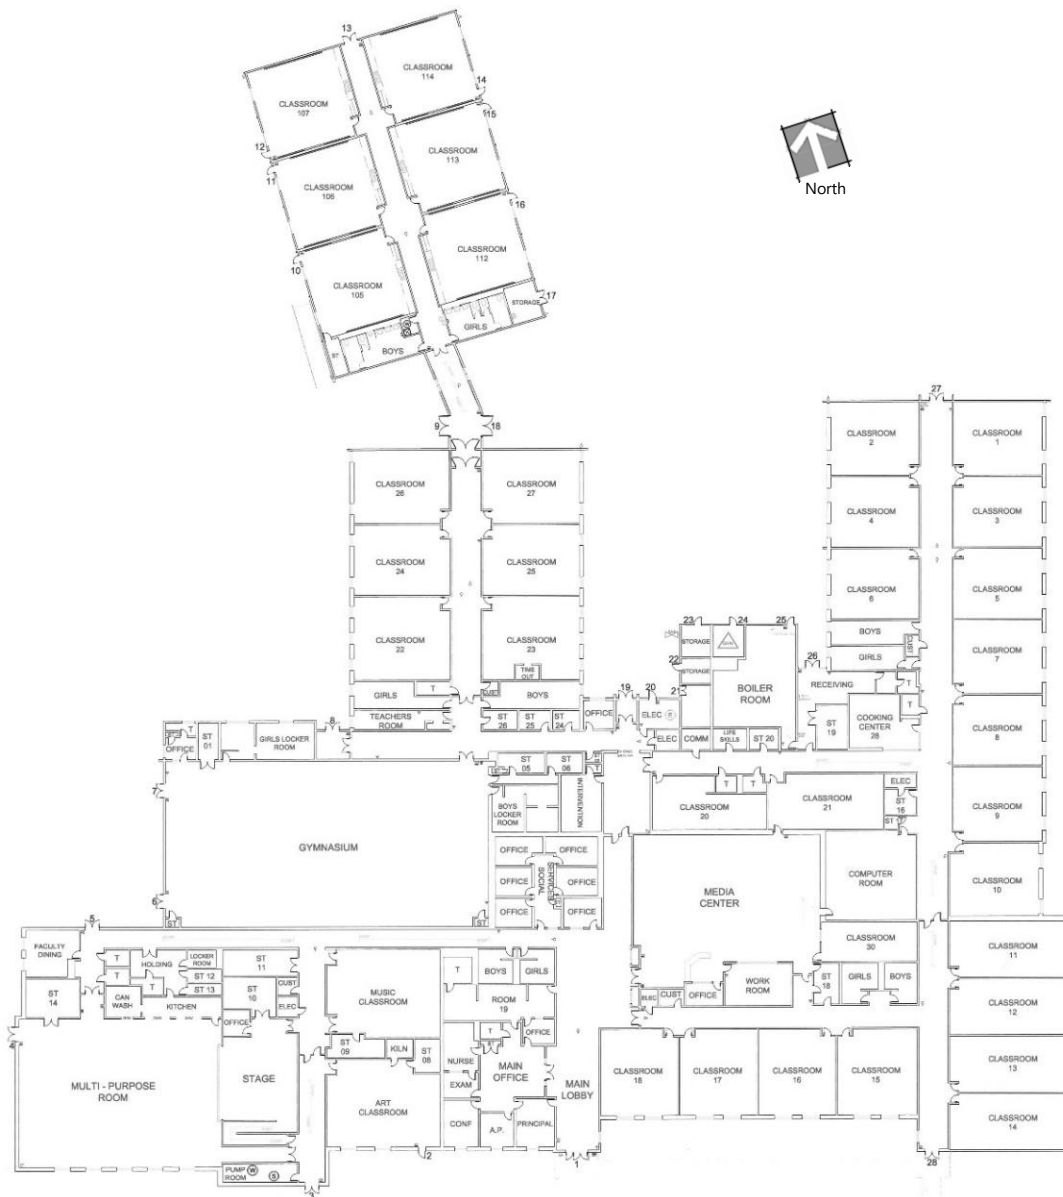 13
CLASSROOM
114
14
CLASSROOM
107
15
12
CLASSROOM
113
11
CLASSROOM
106
16
CLASSROOM
112
10
CLASSROOM
105
STORAGE
17
GIRLS
BOYS
ST
North
9
18
27
CLASSROOM
2
CLASSROOM
1
CLASSROOM
26
CLASSROOM
27
CLASSROOM
4
CLASSROOM
3
CLASSROOM
24
CLASSROOM
25
CLASSROOM
6
CLASSROOM
5
CLASSROOM
22
CLASSROOM
23
TIME
OUT
23
24
25
STORAGE
BOYS
CUST
GIRLS
CLASSROOM
7
22
STORAGE
26
RECEIVING
T
T
GIRLS
T
CUST
BOYS
21
BOILER
ROOM
TEACHERS
ROOM
ST
26
ST
25
ST
24
OFFICE
19
20
ELEC
E
ELEC
COMM
LIFE
SKILLS
ST 20
ST
19
COOKING
CENTER
28
CLASSROOM
8
8
OFFICE
ST
01
GIRLS LOCKER
ROOM
ST
05
ST
06
T
INTERVENTION
BOYS
LOCKER
ROOM
7
GYMNASIUM
T
T
CLASSROOM
20
CLASSROOM
21
ELEC
ST
16
ST 17
CLASSROOM
9
OFFICE
OFFICE
OFFICE
OFFICE
OFFICE
OFFICE
SOCIAL
SERVICES
6
ST
ST
MEDIA
CENTER
COMPUTER
ROOM
CLASSROOM
10
5
FACULTY
DINING
T
T
HOLDING
T
LOCKER
ROOM
ST 12
ST 13
ST
11
CUST
ST
10
ELEC
ST
14
CAN
WASH
KITCHEN
OFFICE
MUSIC
CLASSROOM
T
BOYS
GIRLS
ROOM
19
OFFICE
T
CLASSROOM
30
CLASSROOM
11
WORK
ROOM
ST
18
GIRLS
BOYS
ELEC
CUST
OFFICE
CLASSROOM
12
4
MULTI - PURPOSE
ROOM
STAGE
ST
09
KILN
ST
08
NURSE
EXAM
MAIN
OFFICE
MAIN
LOBBY
CLASSROOM
18
CLASSROOM
17
CLASSROOM
16
CLASSROOM
15
CLASSROOM
13
ART
CLASSROOM
CONF
A.P.
PRINCIPAL
CLASSROOM
14
2
1
28
PUMP
ROOM
W
S
3